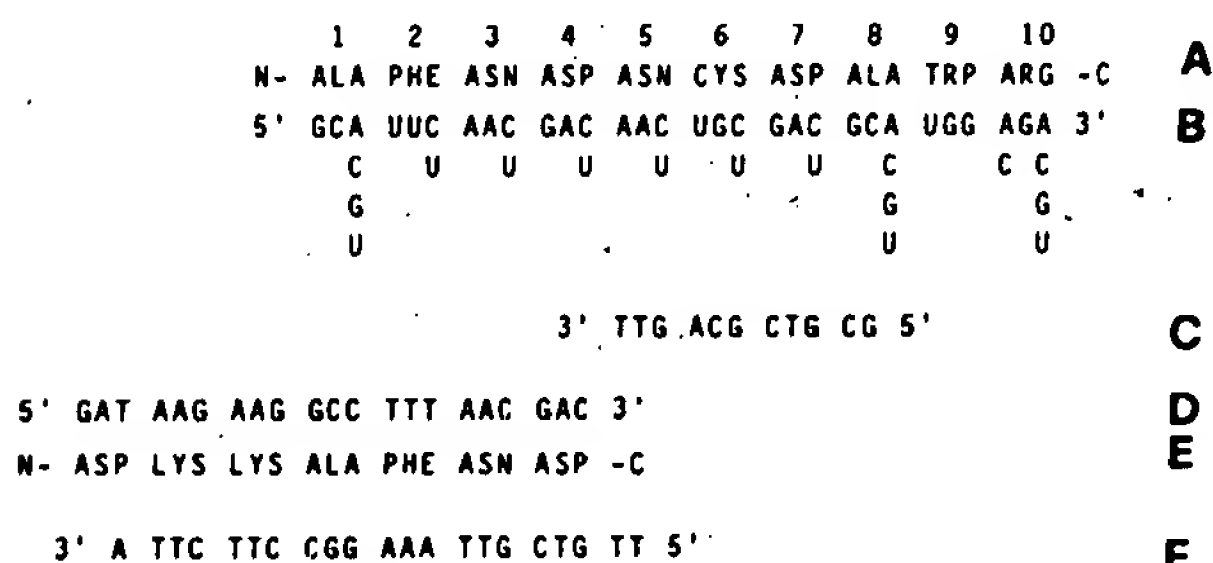 1 2 3 4 5 6 7 8 9 10
N- ALA PHE ASN ASP ASN CYS ASP ALA TRP ARG -C A
5' GCA UUC AAC GAC AAC UGC GAC GCA UGG AGA 3' B
C U U U U U U C C C
G G G
U U U
3' TTG ACG CTG CG 5' C
5' GAT AAG AAG GCC TTT AAC GAC 3' D
N- ASP LYS LYS ALA PHE ASN ASP -C E
3' A TTC TTC CGG AAA TTG CTG TT 5' F